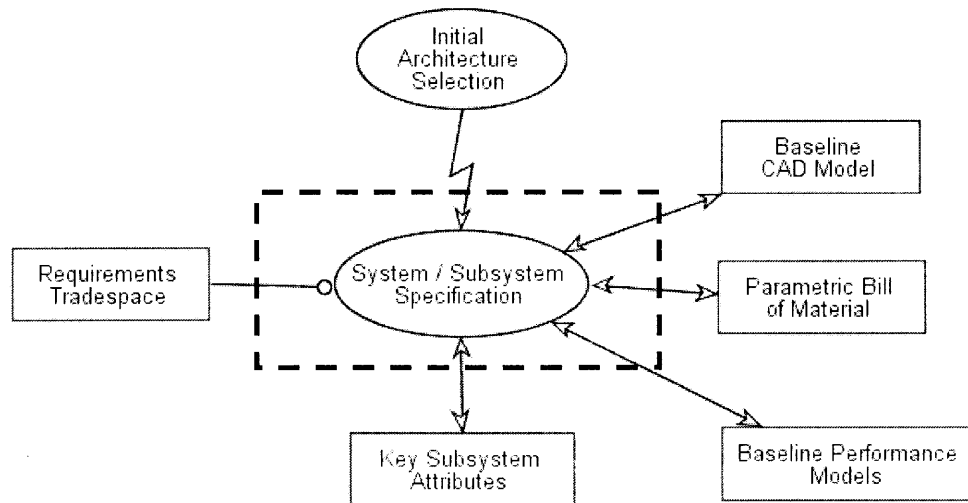 Initial
Architecture
Selection
Baseline
CAD Model
Requirements
Tradespace
System / Subsystem
Specification
Parametric Bill
of Material
Key Subsystem
Attributes
Baseline Performance
Models